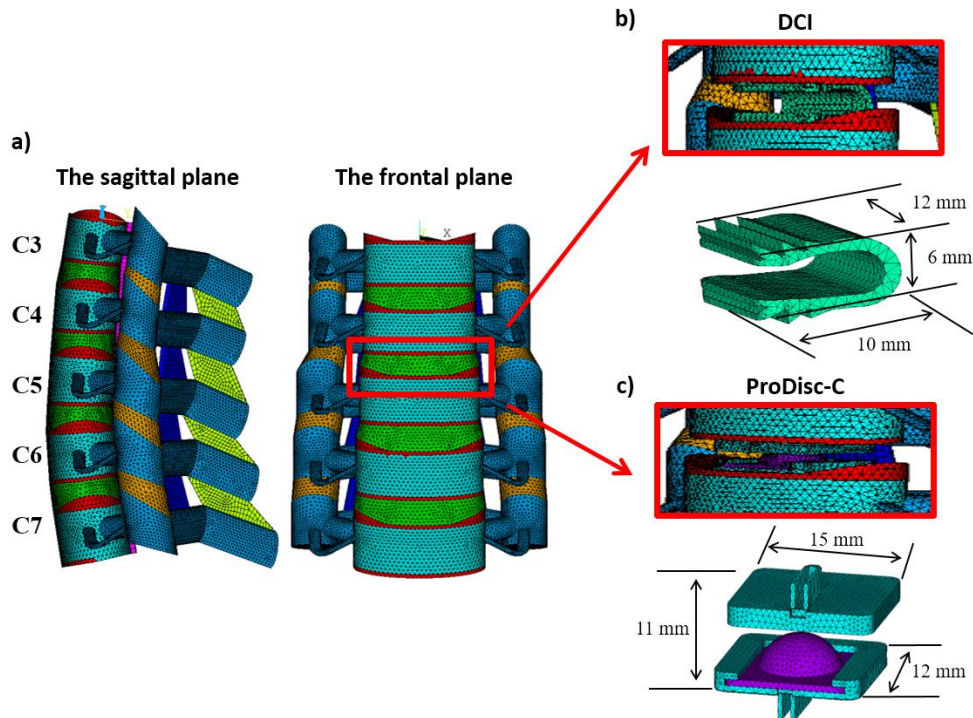 a)
The sagittal plane
The frontal plane
C3
C4
C5
C6
C7
X
b)
DCI
12 mm
6 mm
10 mm
c)
ProDisc-C
15 mm
11 mm
12 mm